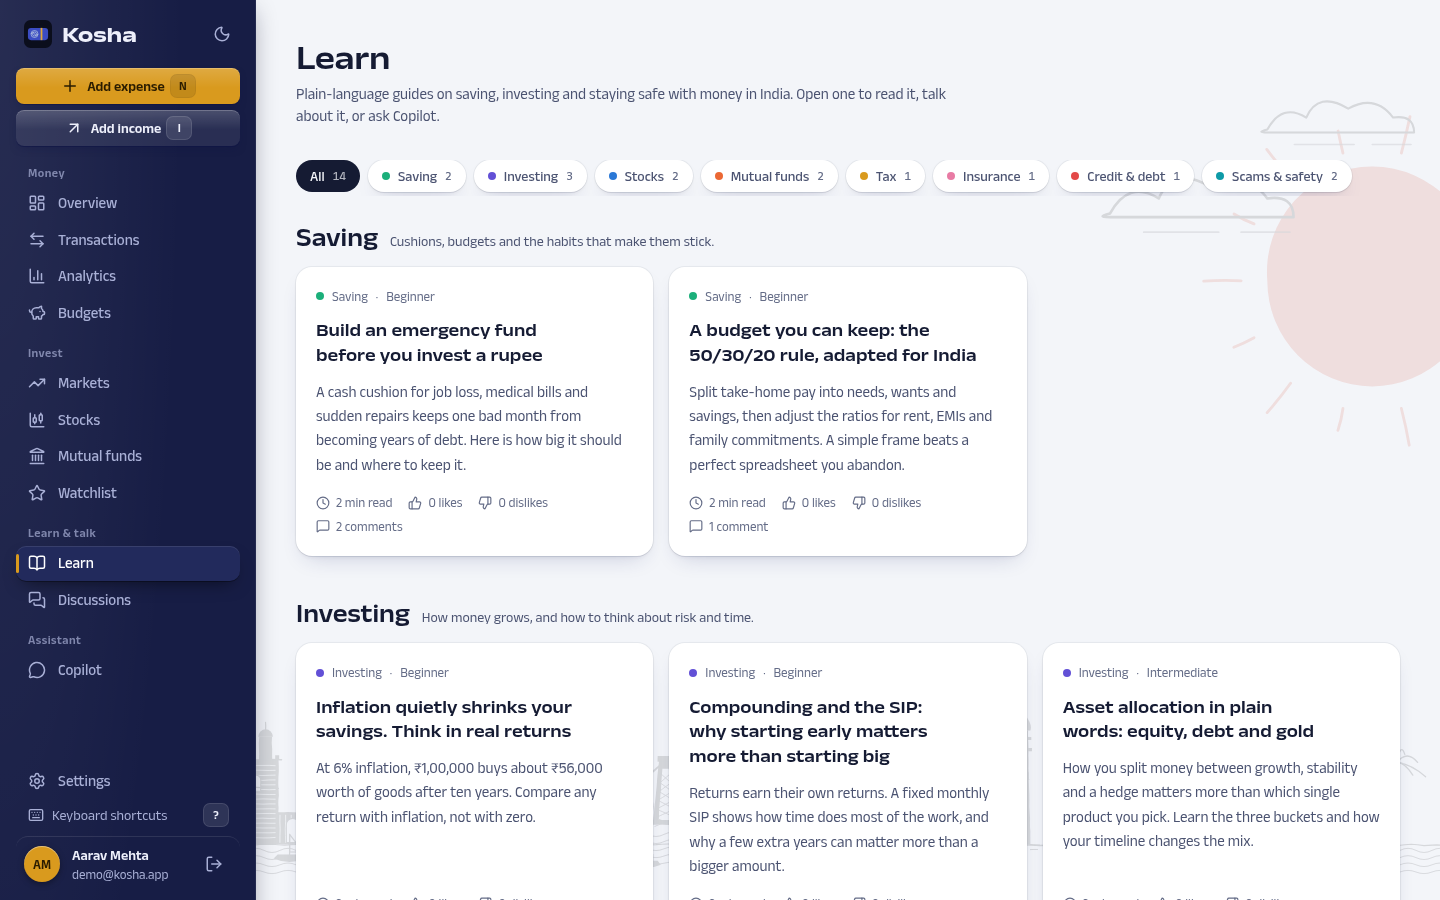 Kosha
Add expense N
Add income I
Money
Overview
Transactions
Analytics
Budgets
Invest
Markets
Stocks
Mutual funds
Watchlist
Learn & talk
Learn
Discussions
Assistant
Copilot
Settings
Keyboard shortcuts ?
AM
Aarav Mehta
demo@kosha.app
Learn
Plain-language guides on saving, investing and staying safe with money in India. Open one to read it, talk
about it, or ask Copilot.
All 14 Saving 2 Investing 3 Stocks 2 Mutual funds 2 Tax 1 Insurance 1 Credit & debt 1 Scams & safety 2
Saving Cushions, budgets and the habits that make them stick.
Saving · Beginner
Build an emergency fund
before you invest a rupee
A cash cushion for job loss, medical bills and
sudden repairs keeps one bad month from
becoming years of debt. Here is how big it should
be and where to keep it.
2 min read 0 likes 0 dislikes
2 comments
Saving · Beginner
A budget you can keep: the
50/30/20 rule, adapted for India
Split take-home pay into needs, wants and
savings, then adjust the ratios for rent, EMIs and
family commitments. A simple frame beats a
perfect spreadsheet you abandon.
2 min read 0 likes 0 dislikes
1 comment
Investing How money grows, and how to think about risk and time.
Investing · Beginner
Inflation quietly shrinks your
savings. Think in real returns
At 6% inflation, ₹1,00,000 buys about ₹56,000
worth of goods after ten years. Compare any
return with inflation, not with zero.
Investing · Beginner
Compounding and the SIP:
why starting early matters
more than starting big
Returns earn their own returns. A fixed monthly
SIP shows how time does most of the work, and
why a few extra years can matter more than a
bigger amount.
Investing · Intermediate
Asset allocation in plain
words: equity, debt and gold
How you split money between growth, stability
and a hedge matters more than which single
product you pick. Learn the three buckets and how
your timeline changes the mix.